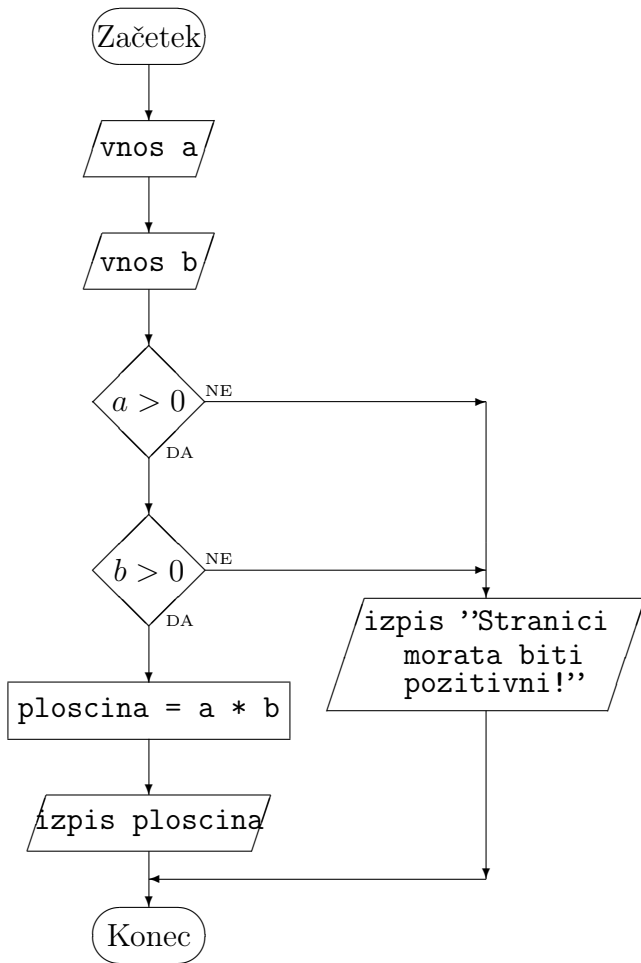 Začetek
vnos a
vnos b
a > 0
NE
DA
b > 0
NE
DA
izpis ”Stranici
morata biti
pozitivni!”
ploscina = a * b
izpis ploscina
Konec